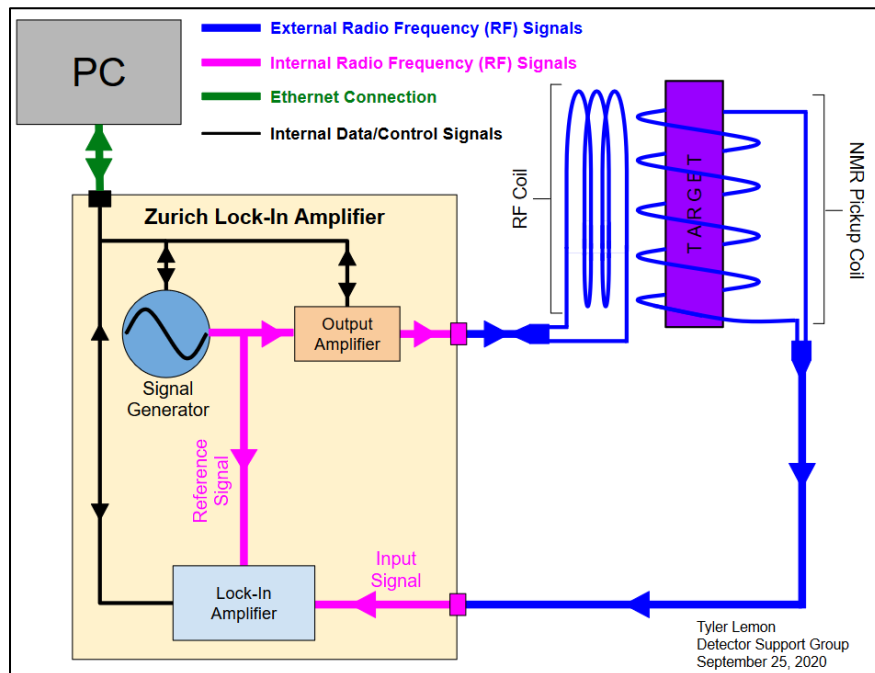 PC
External Radio Frequency (RF) Signals
Internal Radio Frequency (RF) Signals
Ethernet Connection
Internal Data/Control Signals
Zurich Lock-In Amplifier
Signal
Generator
Output
Amplifier
Reference
Signal
Lock-In
Amplifier
Input
Signal
RF Coil
TARGET
NMR Pickup Coil
Tyler Lemon
Detector Support Group
September 25, 2020